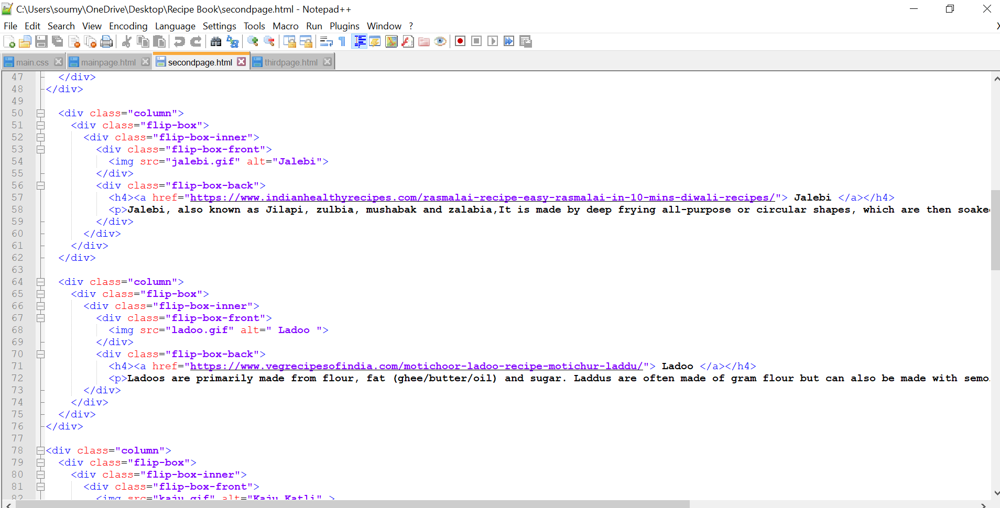 C:\Users\soumy\OneDrive\Desktop\Recipe Book\secondpage.html - Notepad++
File Edit Search View Encoding Language Settings Tools Macro Run Plugins Window ?
main.css mainpage.html secondpage.html thirdpage.html
47 </div>
48 </div>
49
50 <div class="column">
51 <div class="flip-box">
52 <div class="flip-box-inner">
53 <div class="flip-box-front">
54 <img src="jalebi.gif" alt="Jalebi">
55 </div>
56 <div class="flip-box-back">
57 <h4><a href="https://www.indianhealthyrecipes.com/rasmalai-recipe-easy-rasmalai-in-10-mins-diwali-recipes/"> Jalebi </a></h4>
58 <p>Jalebi, also known as Jilapi, zulbia, mushabak and zalabia,It is made by deep frying all-purpose or circular shapes, which are then soake
59 </div>
60 </div>
61 </div>
62 </div>
63
64 <div class="column">
65 <div class="flip-box">
66 <div class="flip-box-inner">
67 <div class="flip-box-front">
68 <img src="ladoo.gif" alt=" Ladoo ">
69 </div>
70 <div class="flip-box-back">
71 <h4><a href="https://www.vegrecipesofindia.com/motichoor-ladoo-recipe-motichur-laddu/"> Ladoo </a></h4>
72 <p>Ladoos are primarily made from flour, fat (ghee/butter/oil) and sugar. Laddus are often made of gram flour but can also be made with semo
73 </div>
74 </div>
75 </div>
76 </div>
77
78 <div class="column">
79 <div class="flip-box">
80 <div class="flip-box-inner">
81 <div class="flip-box-front">
82 <img src="kaju.gif" alt="Kaju Katli" >